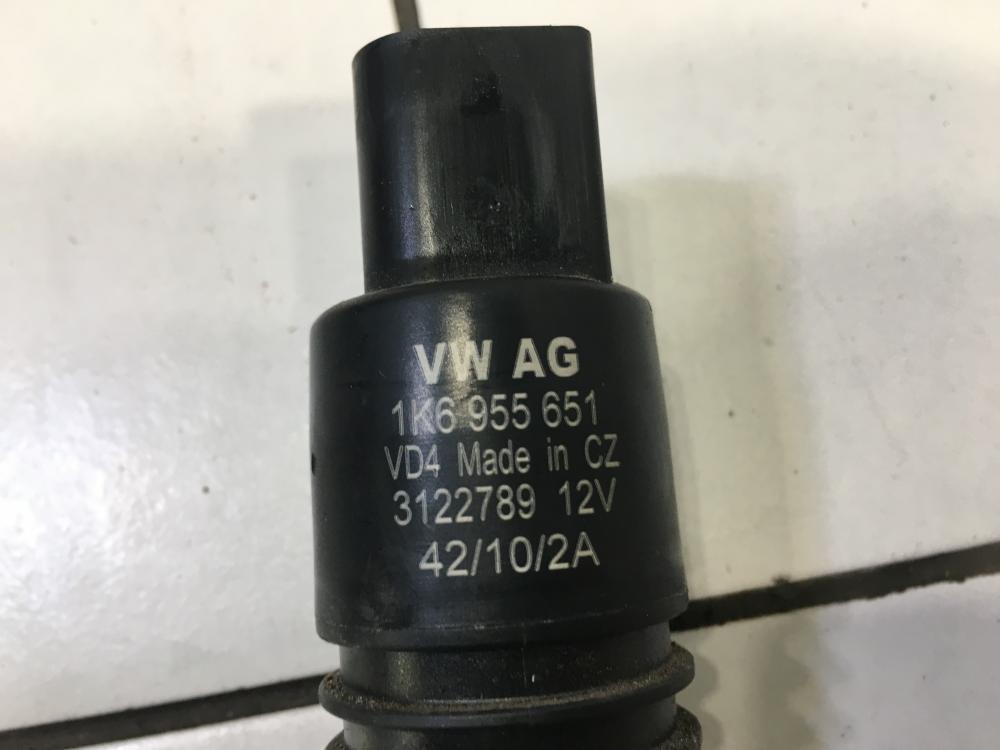 VW AG
1K6 955 651
VD4 Made in CZ
3122789 12V
42/10/2A